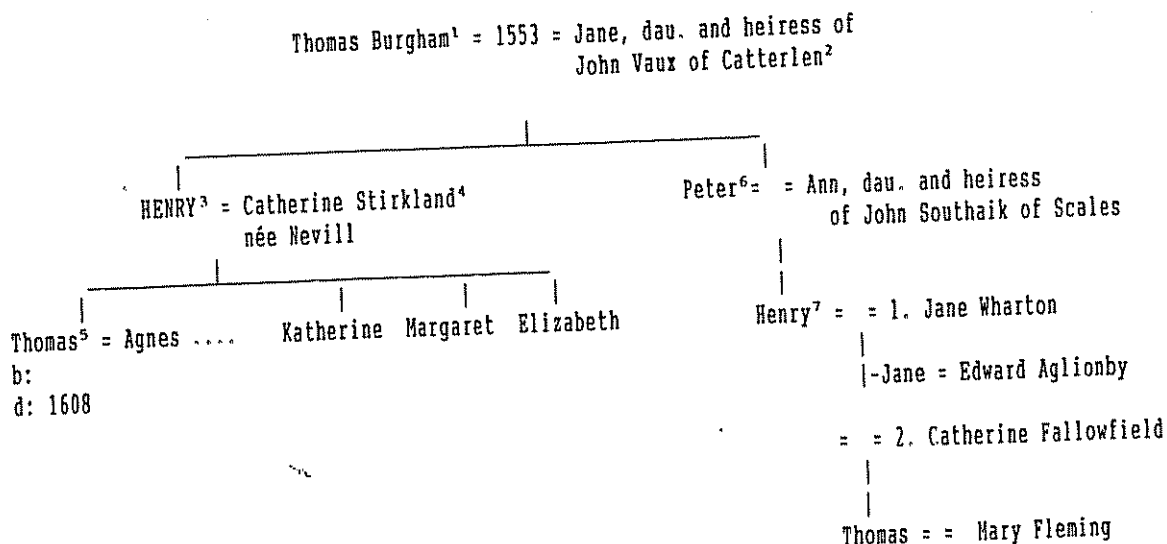 Thomas Burgham¹ = 1553 = Jane, dau. and heiress of
John Vaux of Catterlen²
HENRY³ = Catherine Stirkland⁴
née Nevill
Peter⁶= = Ann, dau. and heiress
of John Southaik of Scales
Thomas⁵ = Agnes .... Katherine Margaret Elizabeth
b:
d: 1608
Henry⁷ = = 1. Jane Wharton
-Jane = Edward Aglionby
= = 2. Catherine Fallowfield
Thomas = = Mary Fleming